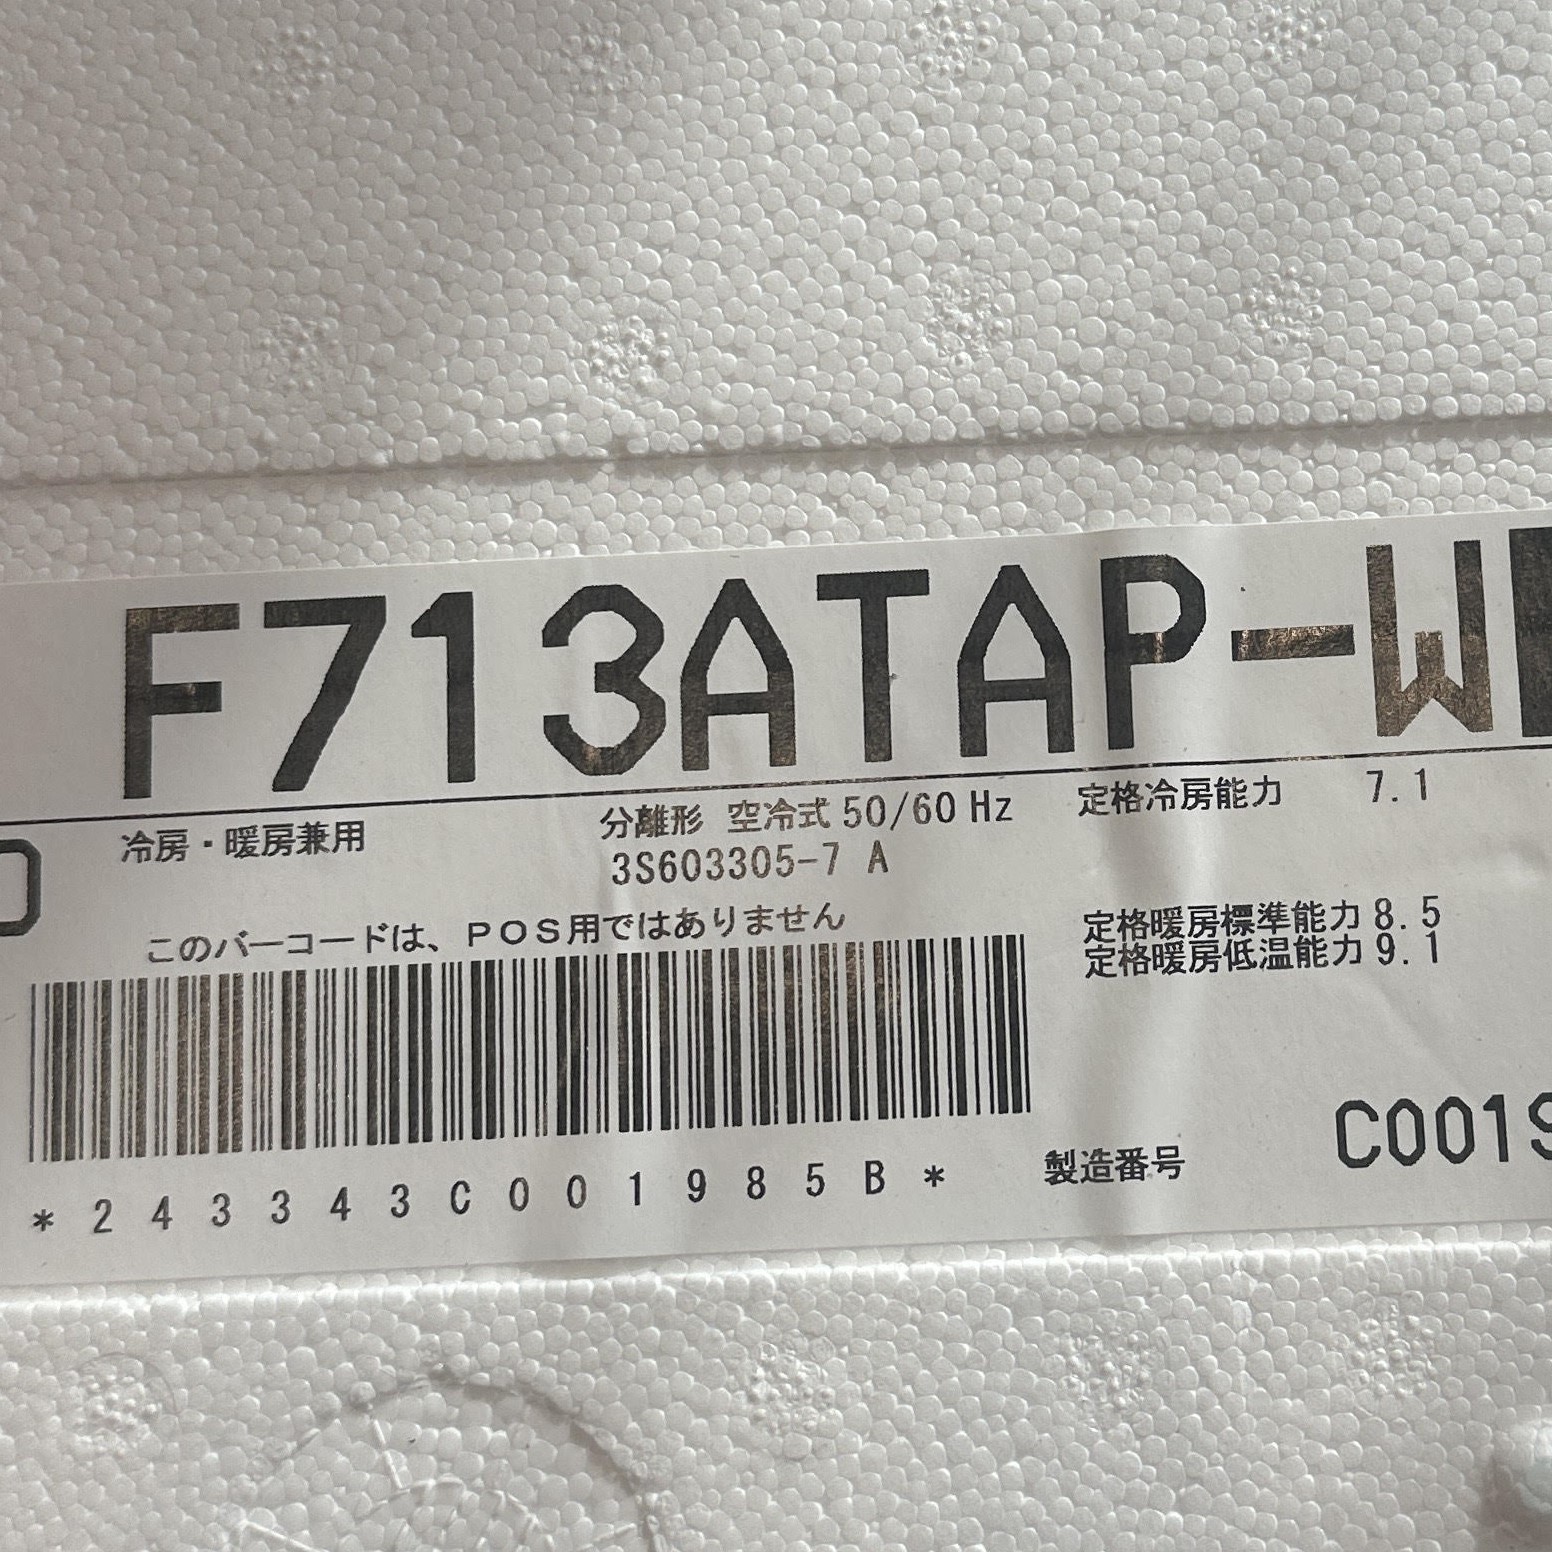 F713ATAP-W
冷房・暖房兼用
分離形 空冷式 50/60 Hz
3S603305-7 A
定格冷房能力 7.1
このバーコードは、POS用ではありません
定格暖房標準能力 8.5
定格暖房低温能力 9.1
*243343C001985B*
製造番号
C001